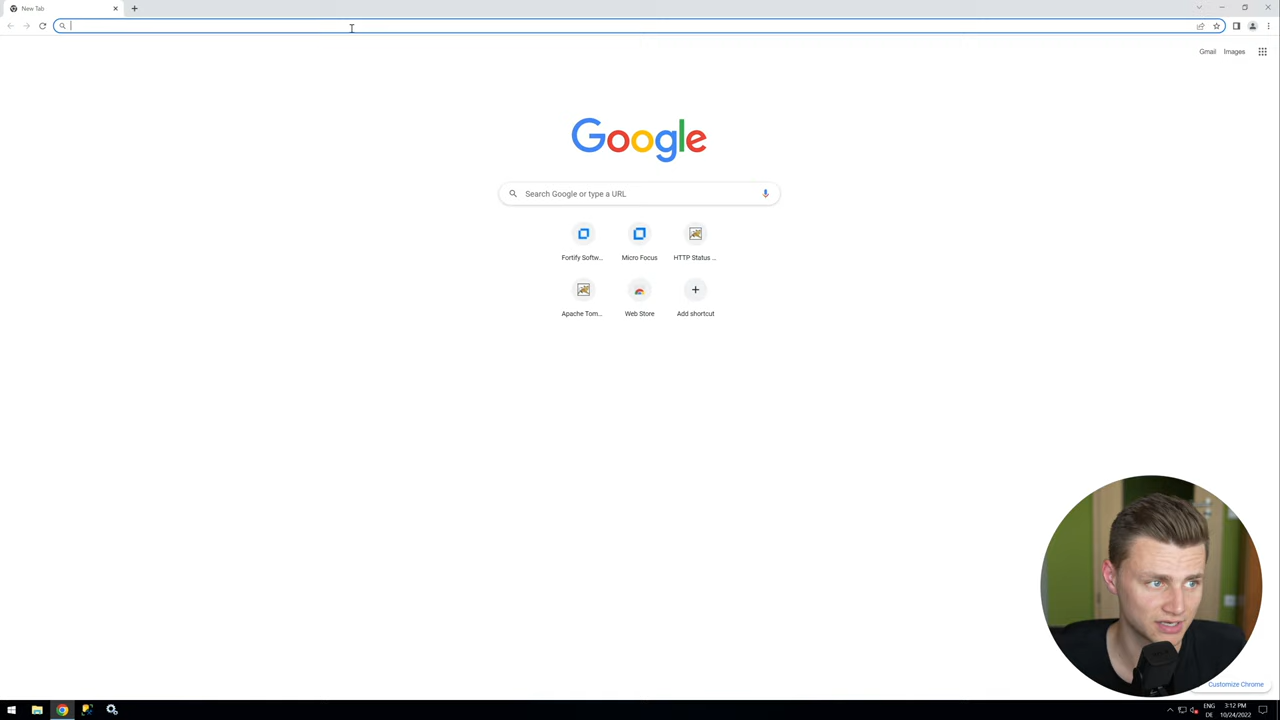 New Tab
Gmail
Images
Google
Search Google or type a URL
Fortify Softw...
Micro Focus
HTTP Status ...
Apache Tom...
Web Store
Add shortcut
Customize Chrome
ENG
DE
3:12 PM
10/24/2022